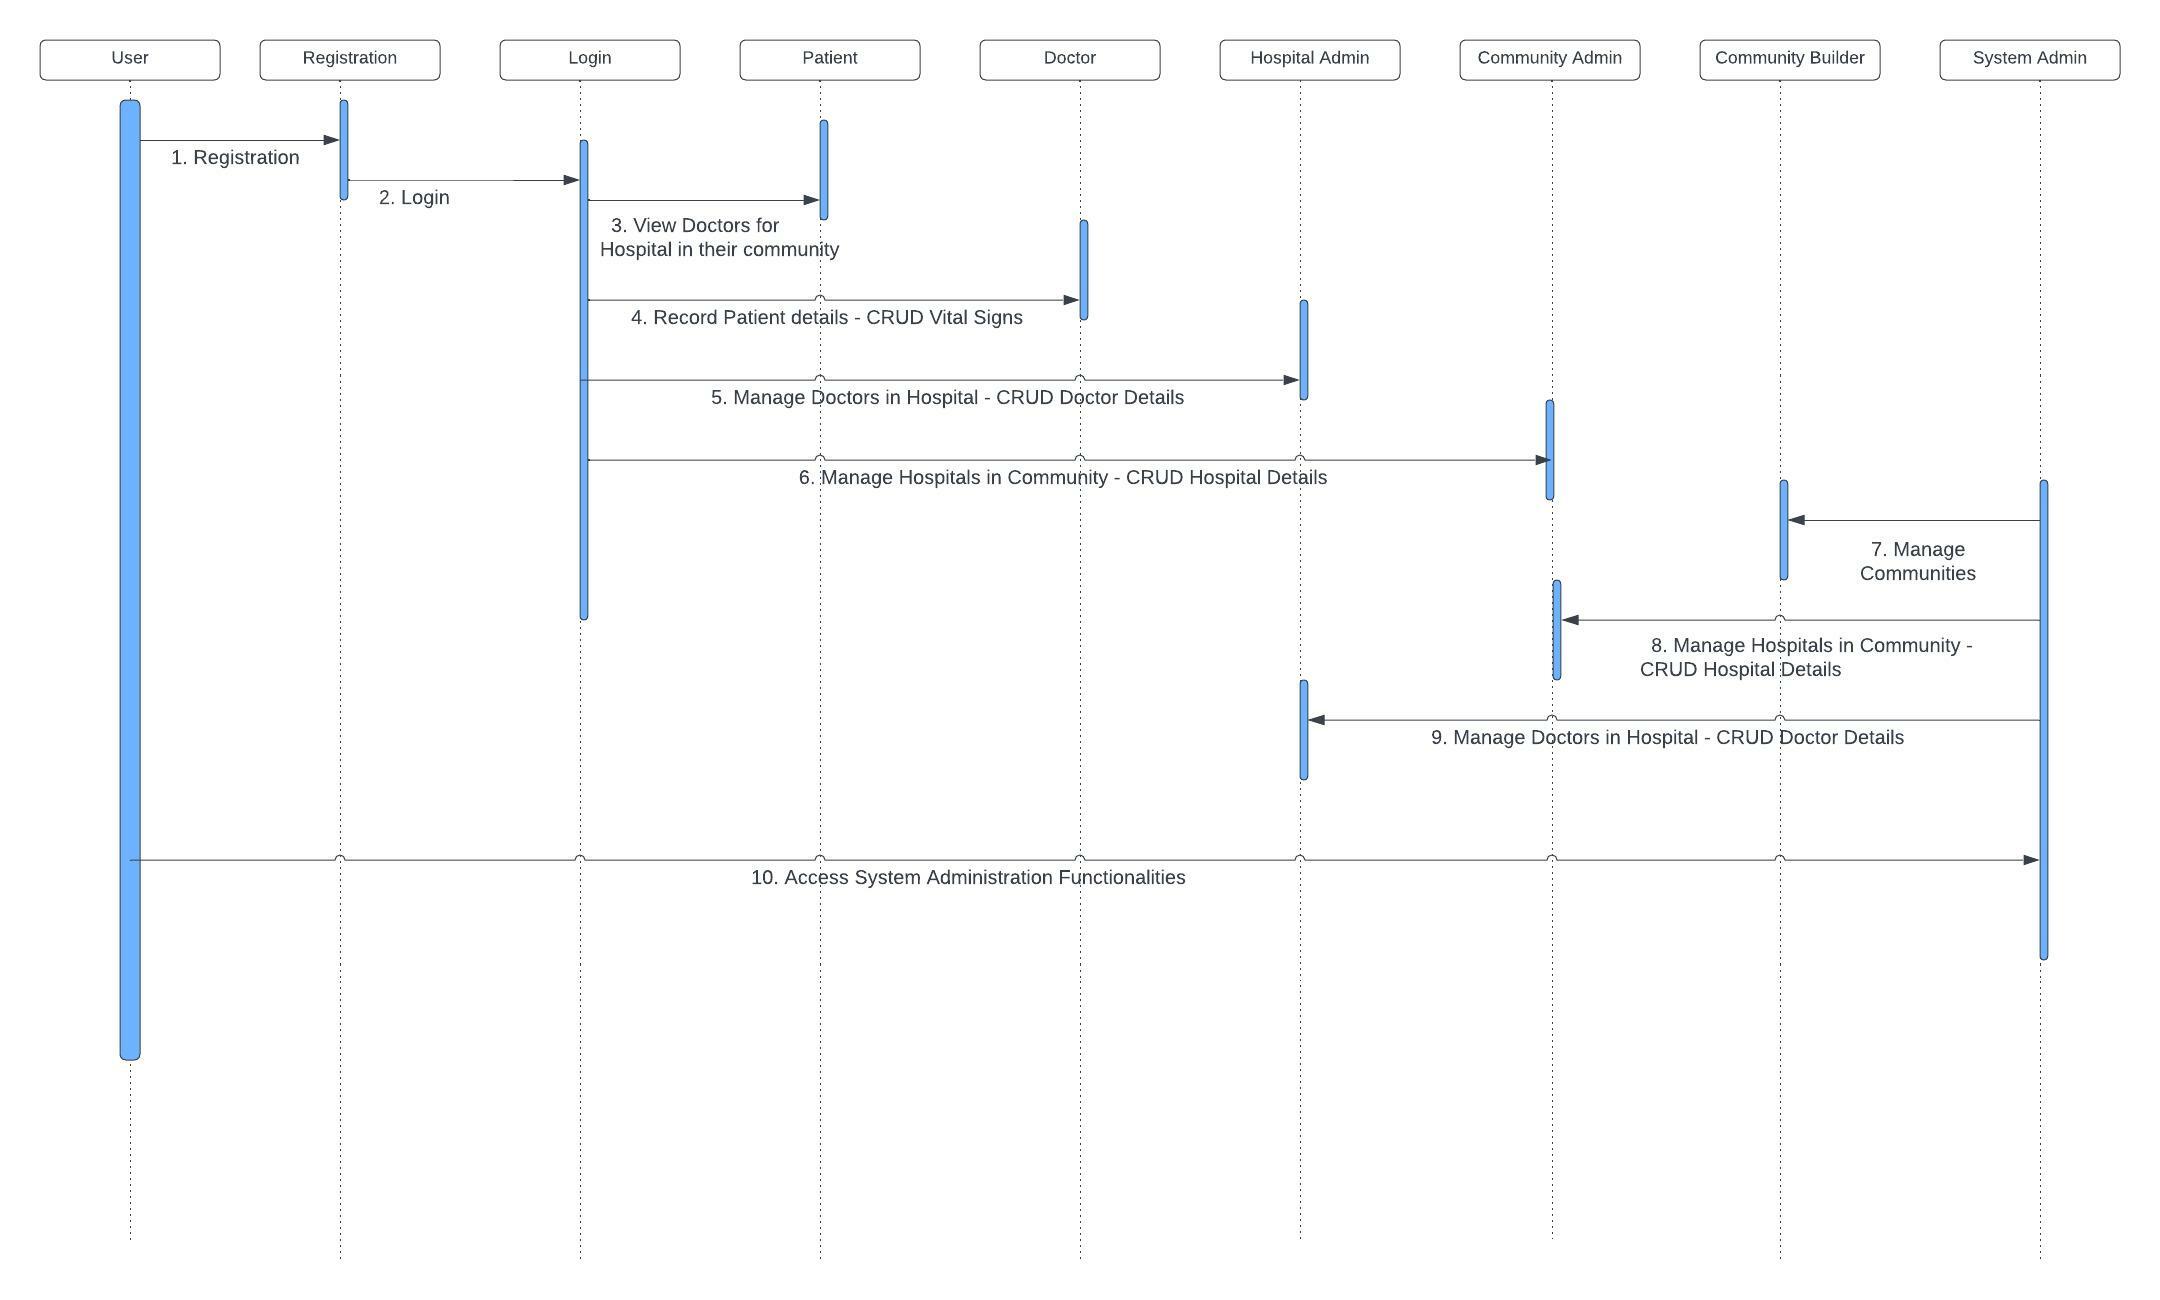 User
Registration
Login
Patient
Doctor
Hospital Admin
Community Admin
Community Builder
System Admin
1. Registration
2. Login
3. View Doctors for
Hospital in their community
4. Record Patient details - CRUD Vital Signs
5. Manage Doctors in Hospital - CRUD Doctor Details
6. Manage Hospitals in Community - CRUD Hospital Details
7. Manage
Communities
8. Manage Hospitals in Community -
CRUD Hospital Details
9. Manage Doctors in Hospital - CRUD Doctor Details
10. Access System Administration Functionalities